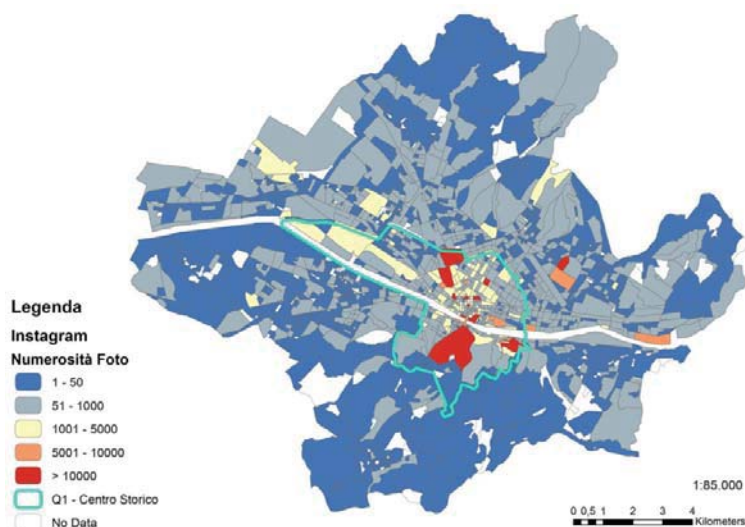 Legenda
Instagram
Numerosità Foto
1 - 50
51 - 1000
1001 - 5000
5001 - 10000
> 10000
Q1 - Centro Storico
No Data
1:85.000
0 0,5 1 2 3 4
Kilometers